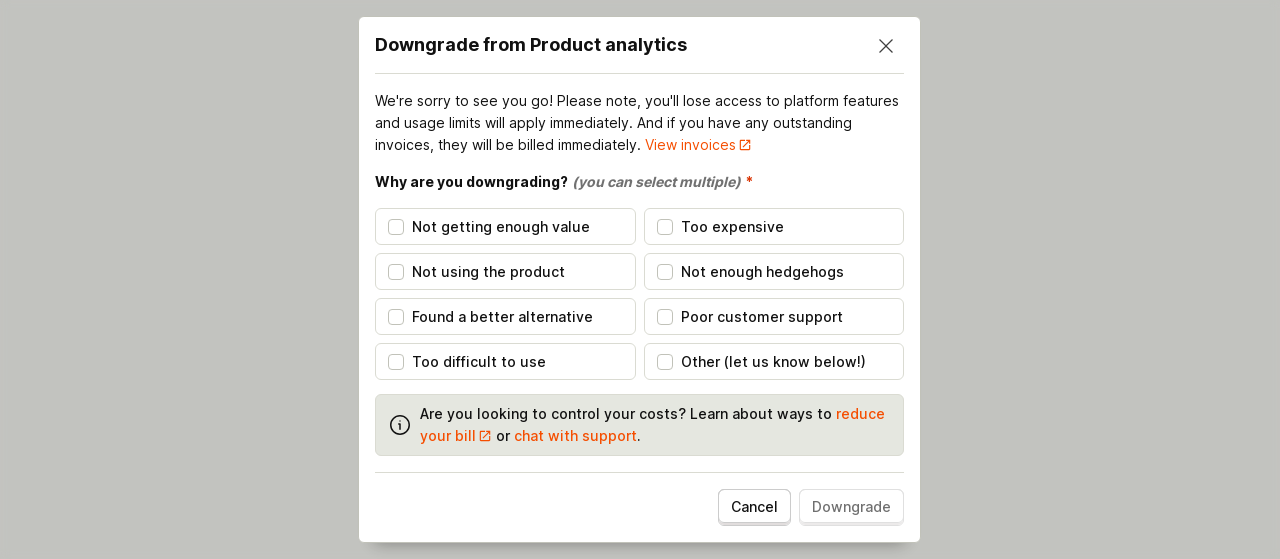 Downgrade from Product analytics
We're sorry to see you go! Please note, you'll lose access to platform features
and usage limits will apply immediately. And if you have any outstanding
invoices, they will be billed immediately. View invoices
Why are you downgrading? (you can select multiple) *
Not getting enough value
Too expensive
Not using the product
Not enough hedgehogs
Found a better alternative
Poor customer support
Too difficult to use
Other (let us know below!)
Are you looking to control your costs? Learn about ways to reduce
your bill or chat with support.
Cancel
Downgrade